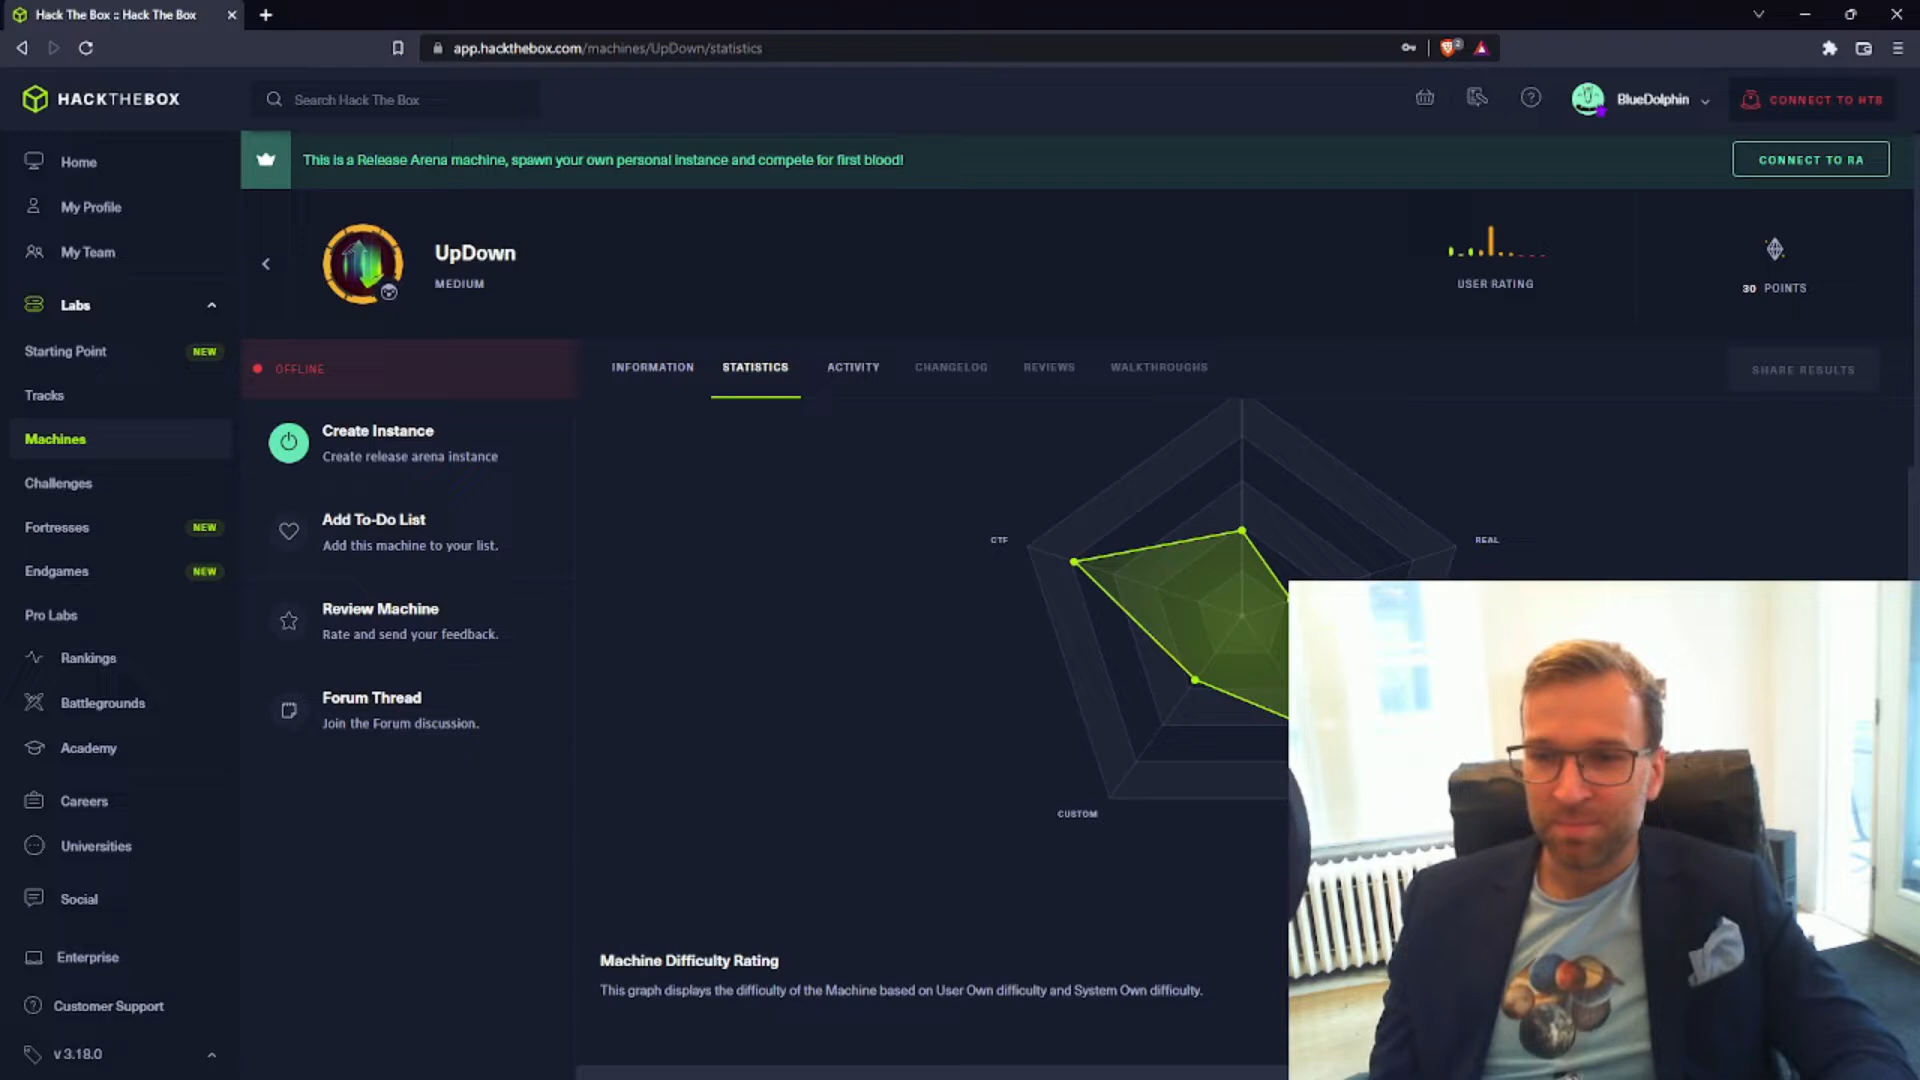 Hack The Box :: Hack The Box
app.hackthebox.com/machines/UpDown/statistics
HACKTHEBOX
Search Hack The Box
BlueDolphin
CONNECT TO HTB
Home
My Profile
My Team
Labs
Starting Point NEW
Tracks
Machines
Challenges
Fortresses NEW
Endgames NEW
Pro Labs
Rankings
Battlegrounds
Academy
Careers
Universities
Social
Enterprise
Customer Support
v 3.18.0
This is a Release Arena machine, spawn your own personal instance and compete for first blood!
CONNECT TO RA
UpDown
MEDIUM
USER RATING
30 POINTS
OFFLINE
INFORMATION STATISTICS ACTIVITY CHANGELOG REVIEWS WALKTHROUGHS
SHARE RESULTS
Create Instance
Create release arena instance
Add To-Do List
Add this machine to your list.
Review Machine
Rate and send your feedback.
Forum Thread
Join the Forum discussion.
CTF
REAL
CUSTOM
Machine Difficulty Rating
This graph displays the difficulty of the Machine based on User Own difficulty and System Own difficulty.